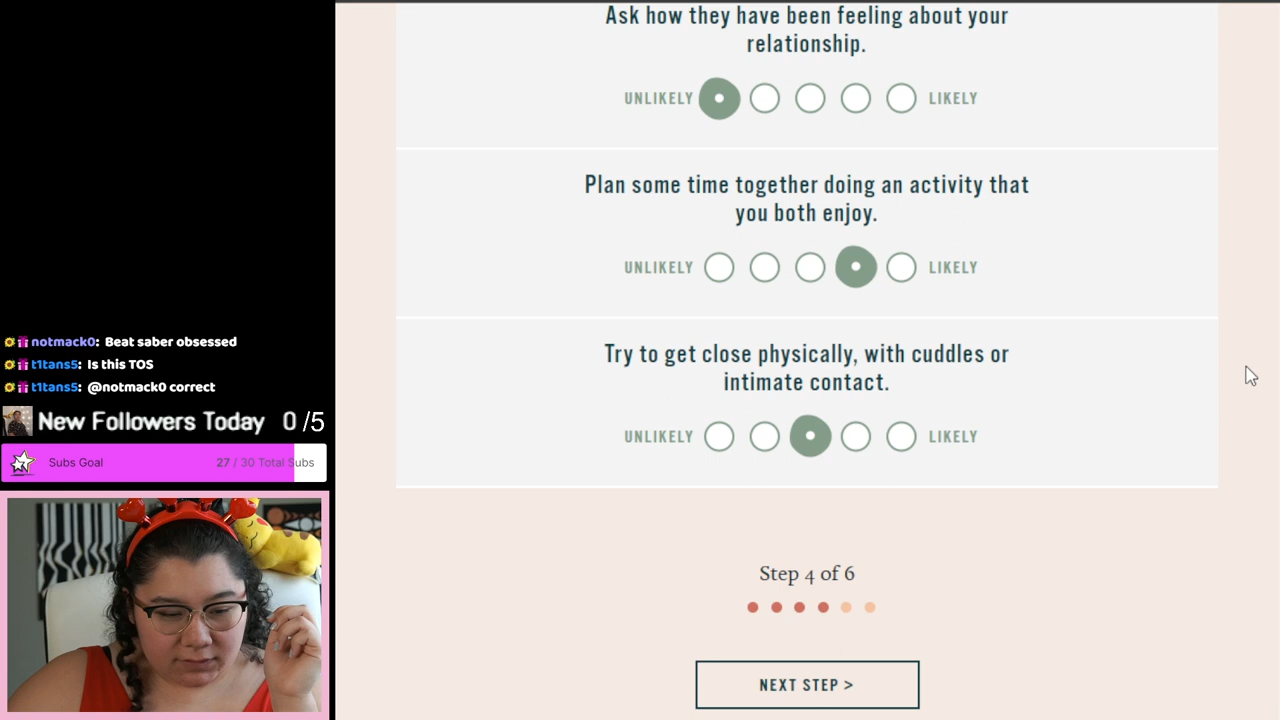 Ask how they have been feeling about your
relationship.
UNLIKELY LIKELY
Plan some time together doing an activity that
you both enjoy.
UNLIKELY LIKELY
Try to get close physically, with cuddles or
intimate contact.
UNLIKELY LIKELY
Step 4 of 6
NEXT STEP >
notmack0: Beat saber obsessed
t1tans5: Is this TOS
t1tans5: @notmack0 correct
New Followers Today 0 /5
Subs Goal 27 / 30 Total Subs